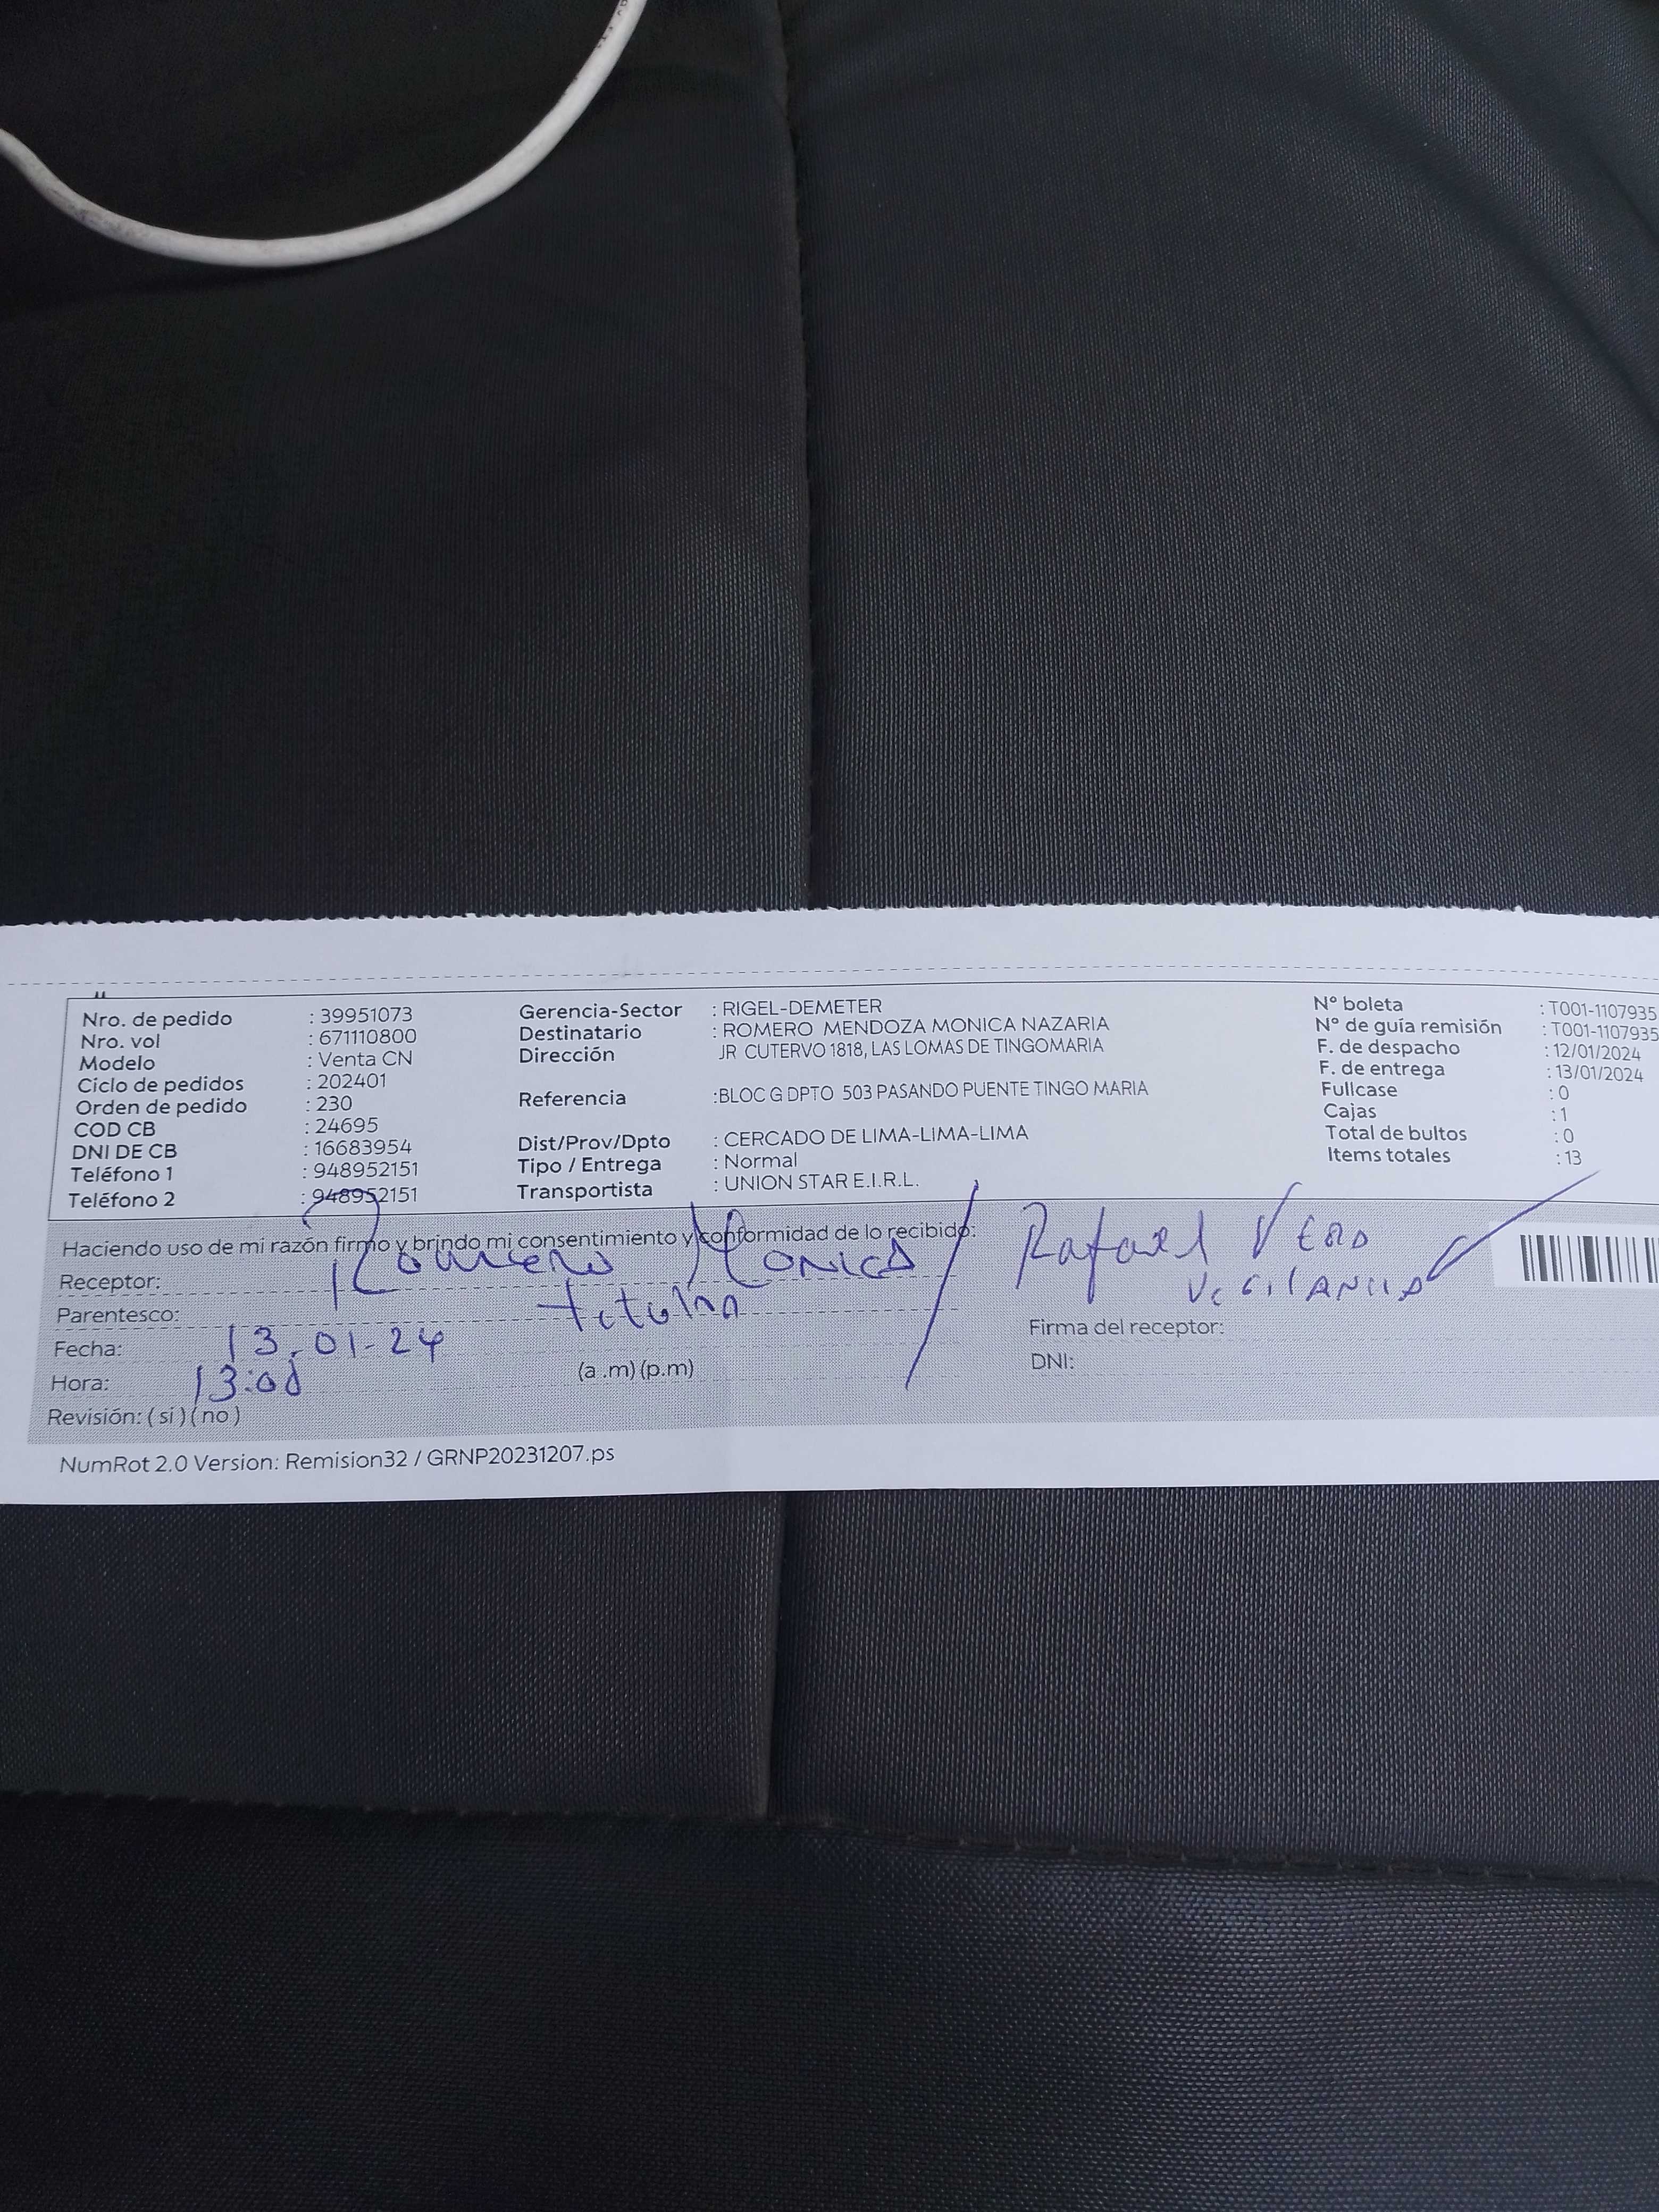 Nro. de pedido : 39951073
Nro. vol : 671110800
Modelo : Venta CN
Ciclo de pedidos : 202401
Orden de pedido : 230
COD CB : 24695
DNI DE CB : 16683954
Teléfono 1 : 948952151
Teléfono 2 : 948952151
Gerencia-Sector : RIGEL-DEMETER
Destinatario : ROMERO MENDOZA MONICA NAZARIA
Dirección JR CUTERVO 1818, LAS LOMAS DE TINGOMARIA
Referencia :BLOC G DPTO 503 PASANDO PUENTE TINGO MARIA
Dist/Prov/Dpto : CERCADO DE LIMA-LIMA-LIMA
Tipo / Entrega : Normal
Transportista : UNION STAR E.I.R.L.
N° boleta : T001-1107935
N° de guía remisión : T001-1107935
F. de despacho : 12/01/2024
F. de entrega : 13/01/2024
Fullcase : 0
Cajas : 1
Total de bultos : 0
Items totales : 13
Haciendo uso de mi razón firmo y brindo mi consentimiento y conformidad de lo recibido:
Receptor: Romero Monica / Rafael
Parentesco: titular
Fecha: 13.01-24
Hora: (a .m) (p.m)
Revisión: ( si ) ( no )
Firma del receptor:
DNI:
NumRot 2.0 Version: Remision32 / GRNP20231207.ps